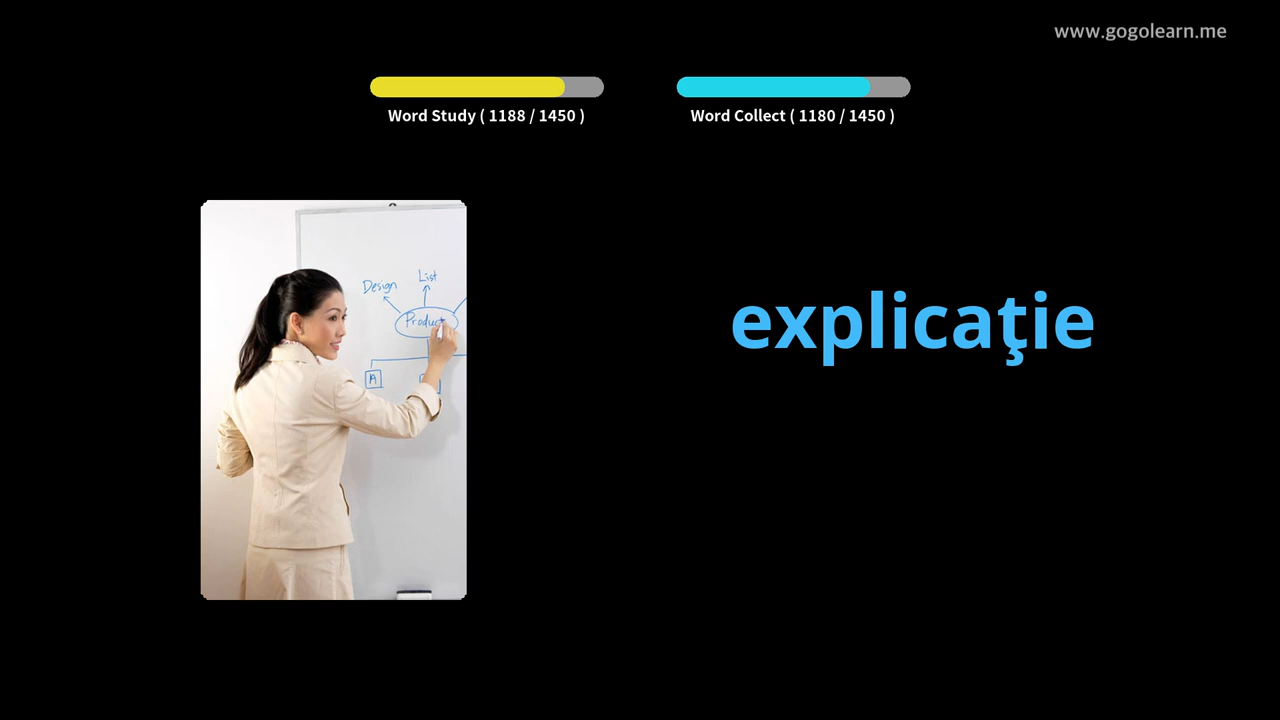 www.gogolearn.me
Word Study ( 1188 / 1450 )
Word Collect ( 1180 / 1450 )
Design
List
Product
A
explicaţie